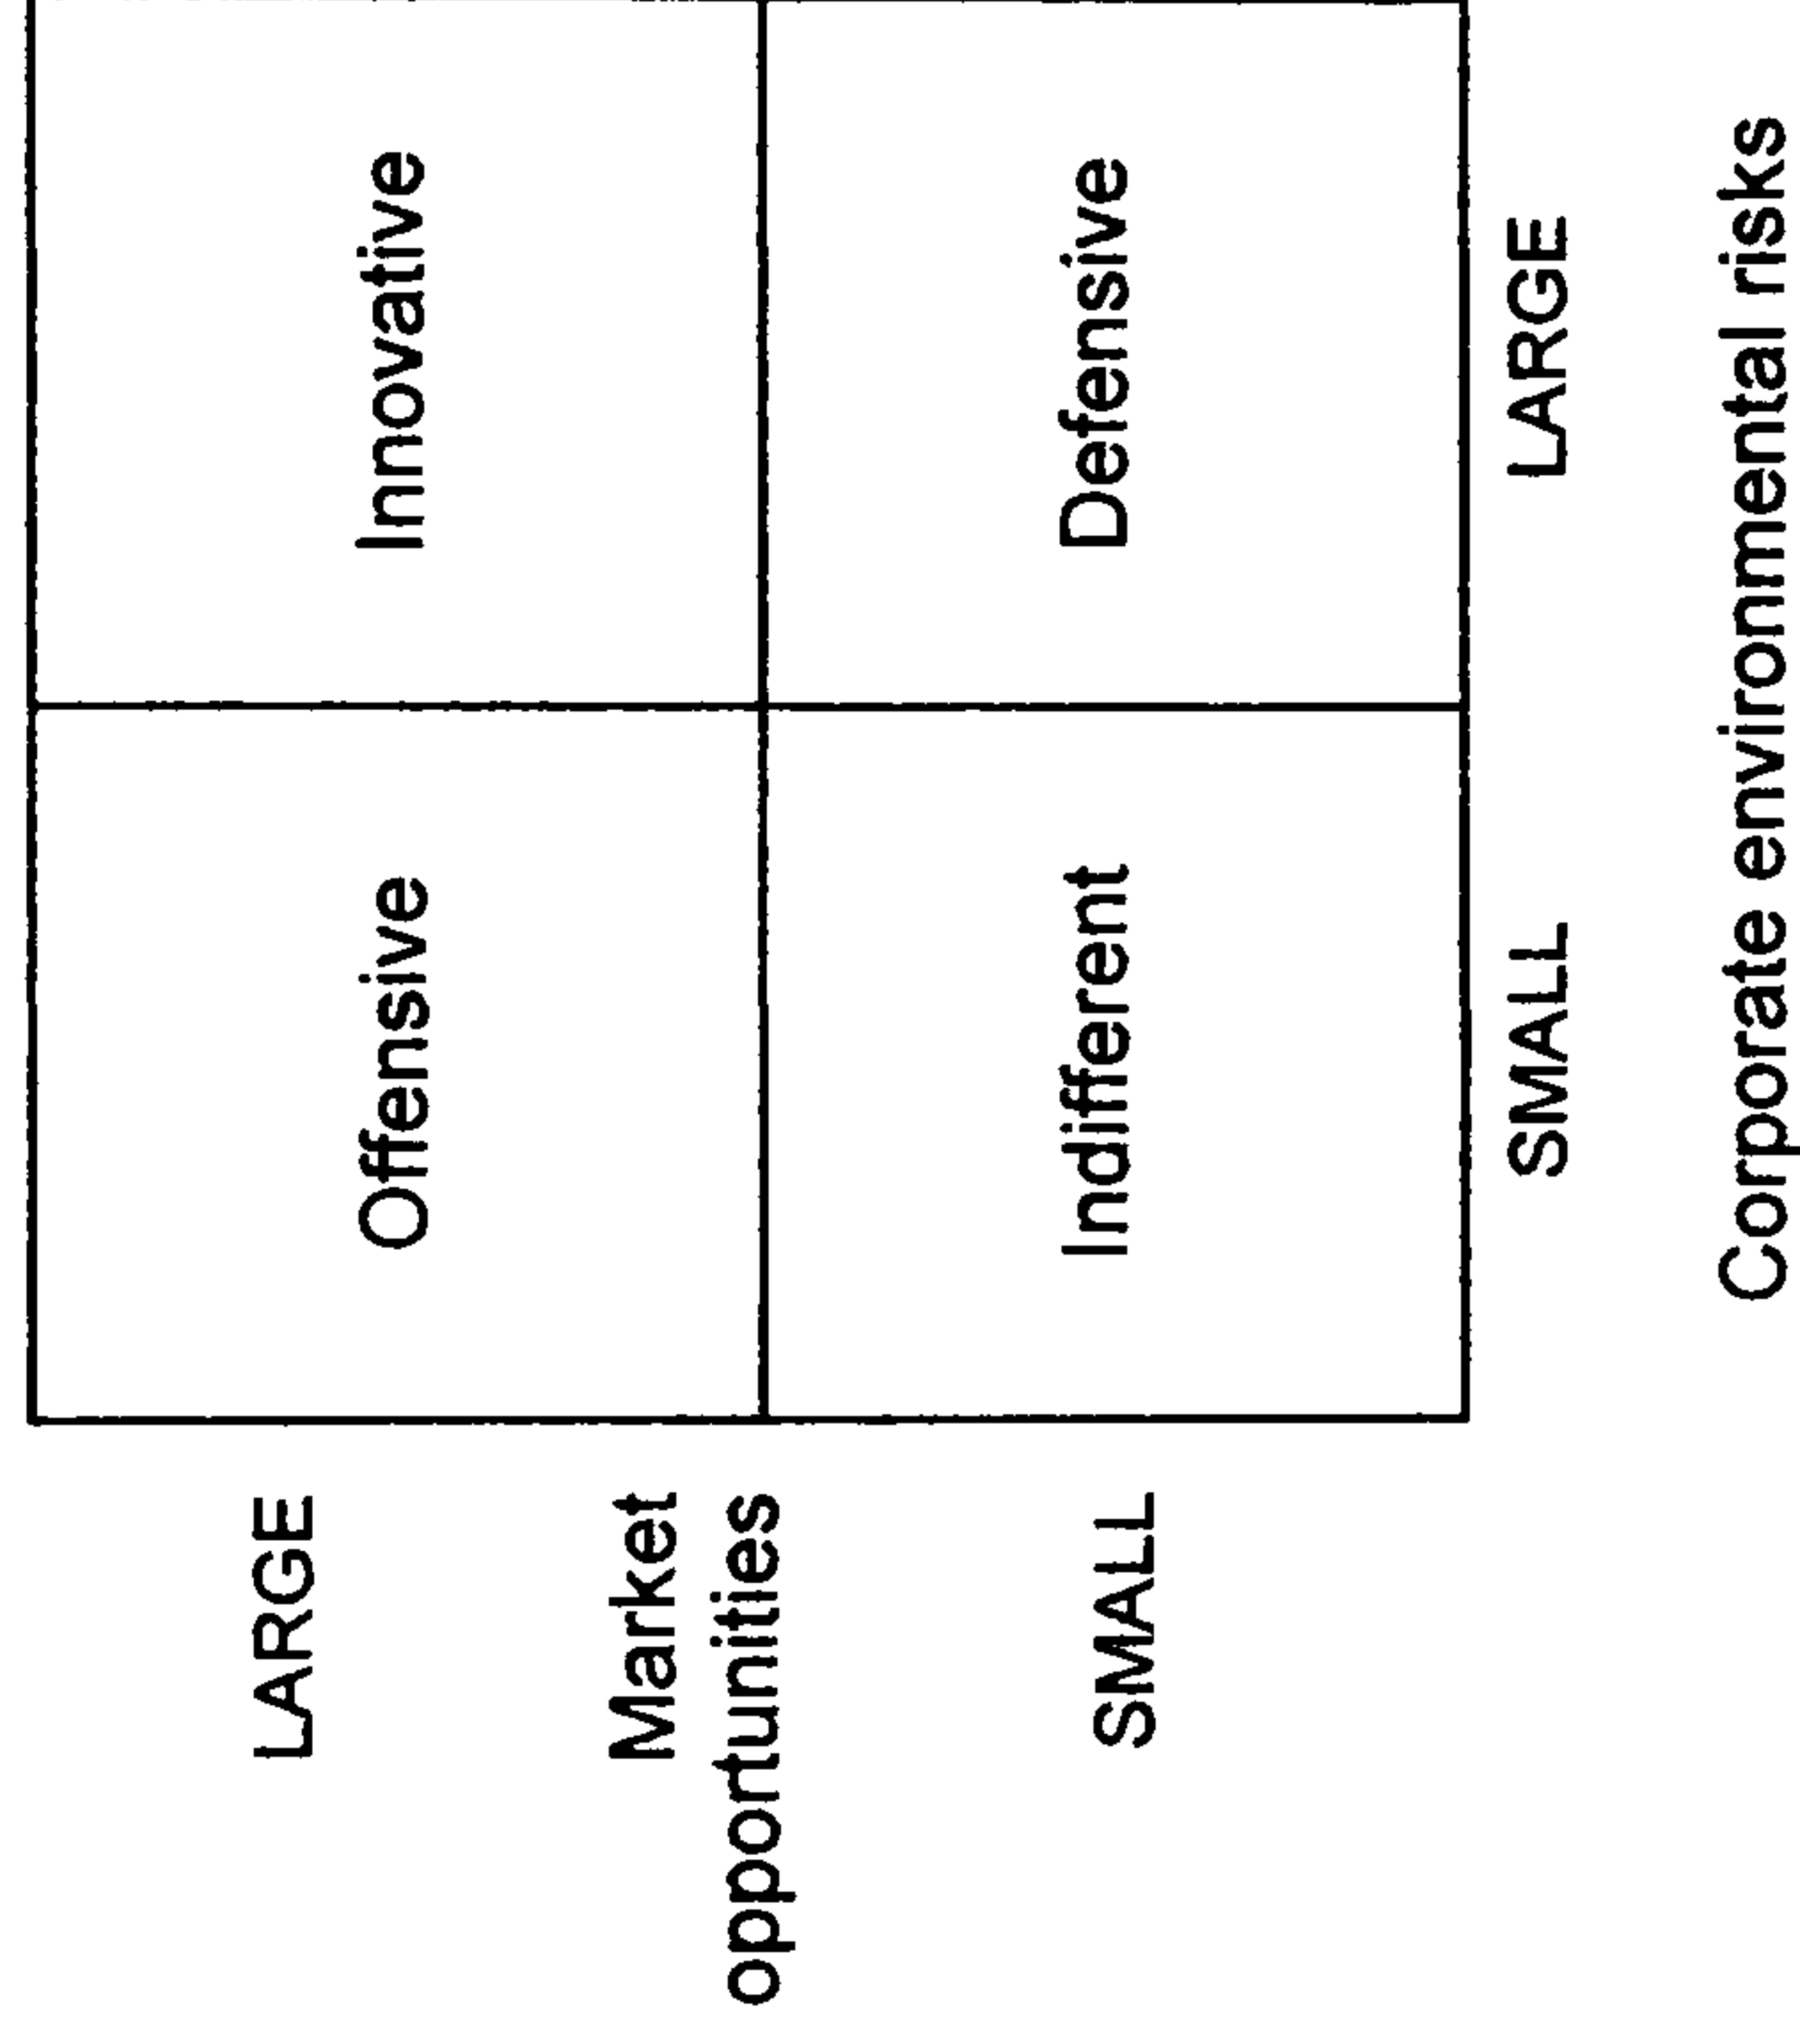 LARGE
Offensive
Innovative
Market
opportunities
SMALL
Indifferent
Defensive
SMALL
LARGE
Corporate environmental risks